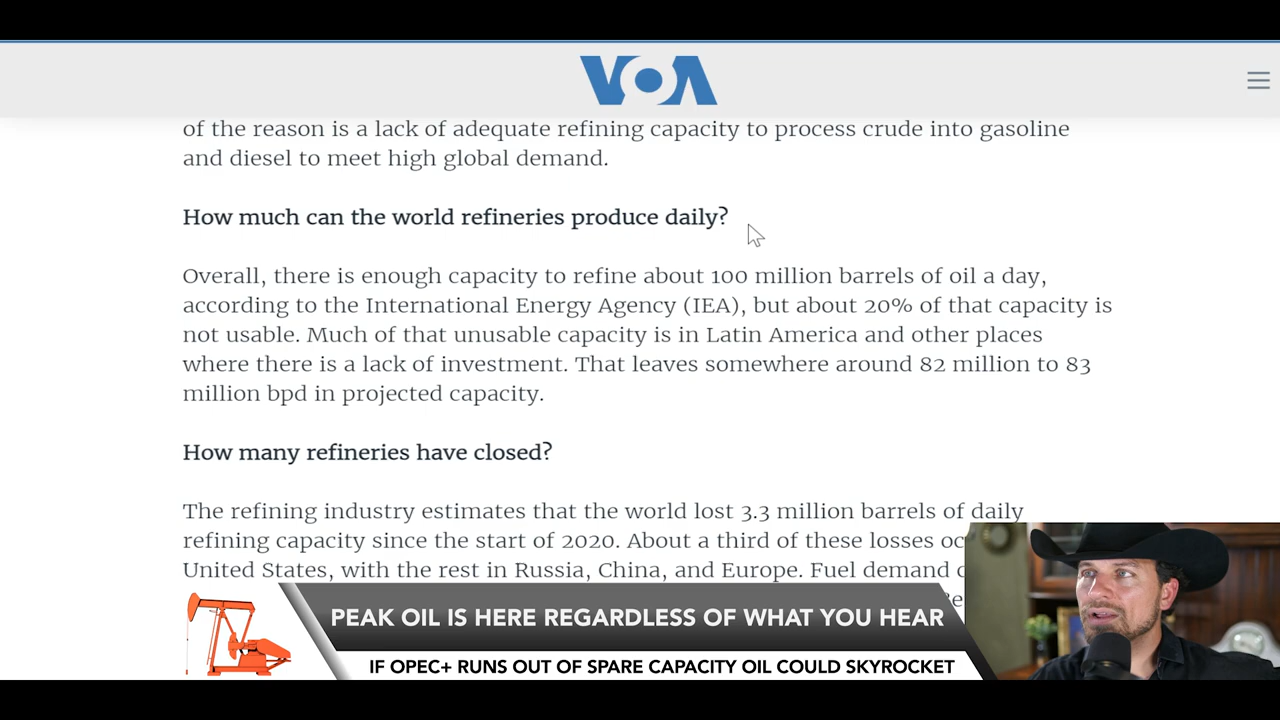 VOA
of the reason is a lack of adequate refining capacity to process crude into gasoline
and diesel to meet high global demand.
How much can the world refineries produce daily?
Overall, there is enough capacity to refine about 100 million barrels of oil a day,
according to the International Energy Agency (IEA), but about 20% of that capacity is
not usable. Much of that unusable capacity is in Latin America and other places
where there is a lack of investment. That leaves somewhere around 82 million to 83
million bpd in projected capacity.
How many refineries have closed?
The refining industry estimates that the world lost 3.3 million barrels of daily
refining capacity since the start of 2020. About a third of these losses
United States, with the rest in Russia, China, and Europe. Fuel demand
PEAK OIL IS HERE REGARDLESS OF WHAT YOU HEAR
IF OPEC+ RUNS OUT OF SPARE CAPACITY OIL COULD SKYROCKET